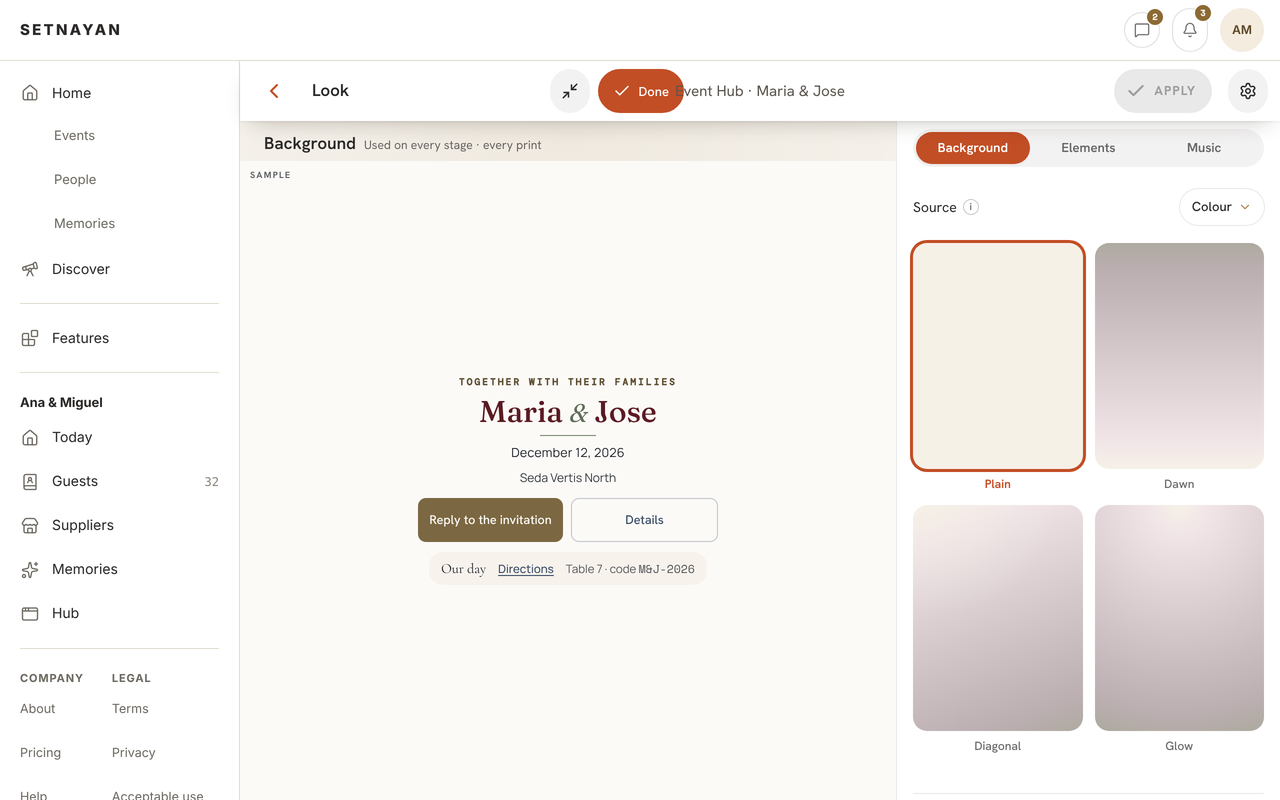 SETNAYAN
2
3
AM
Home
Events
People
Memories
Discover
Features
Ana & Miguel
Today
Guests 32
Suppliers
Memories
Hub
COMPANY LEGAL
About Terms
Pricing Privacy
Help Acceptable use
Look
Done
Event Hub · Maria & Jose
APPLY
Background Used on every stage · every print
SAMPLE
TOGETHER WITH THEIR FAMILIES
Maria & Jose
December 12, 2026
Seda Vertis North
Reply to the invitation Details
Our day Directions Table 7 · code M&J-2026
Background Elements Music
Source i Colour
Plain Dawn
Diagonal Glow